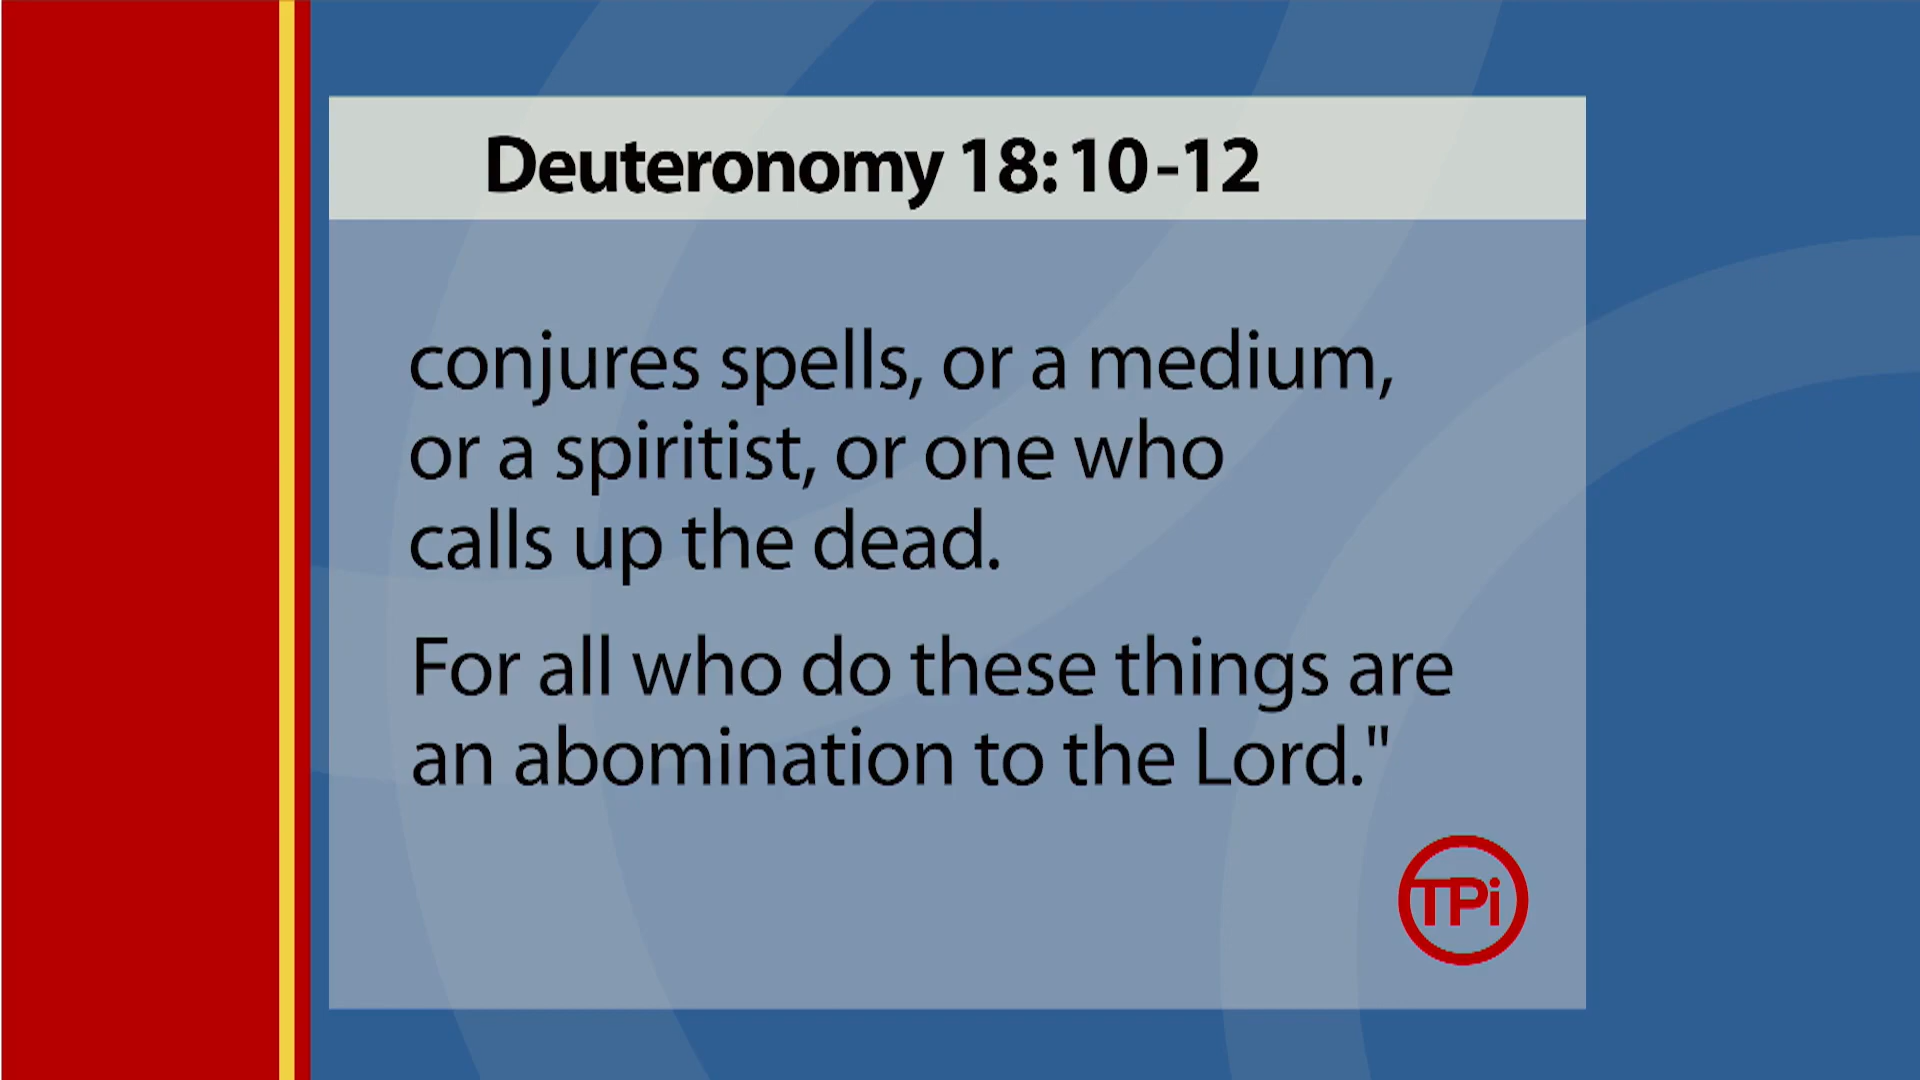 Deuteronomy 18:10-12
conjures spells, or a medium,
or a spiritist, or one who
calls up the dead.
For all who do these things are
an abomination to the Lord."
TPi